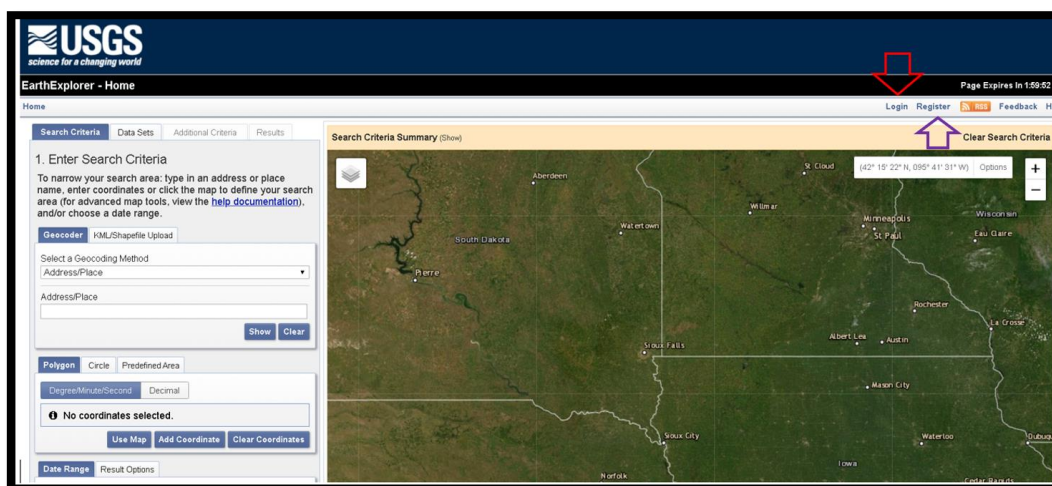 USGS
science for a changing world
EarthExplorer - Home
Page Expires In 1:59:52
Home
Login Register RSS Feedback H
Search Criteria Data Sets Additional Criteria Results
Search Criteria Summary (Show)
Clear Search Criteria
1. Enter Search Criteria
To narrow your search area: type in an address or place
name, enter coordinates or click the map to define your search
area (for advanced map tools, view the help documentation),
and/or choose a date range.
Geocoder KML/Shapefile Upload
Select a Geocoding Method
Address/Place
Address/Place
Show Clear
Polygon Circle Predefined Area
Degree/Minute/Second Decimal
No coordinates selected.
Use Map Add Coordinate Clear Coordinates
Date Range Result Options
(42° 15' 22" N, 095° 41' 31" W) Options
+
−
St Cloud
Aberdeen
Willmar
Minneapolis
Wisconsin
Watertown
St Paul
Eau Claire
South Dakota
Pierre
Rochester
La Crosse
Albert Lea
Austin
Sioux Falls
Mason City
Sioux City
Waterloo
Dubuq
Iowa
Norfolk
Cedar Rapids